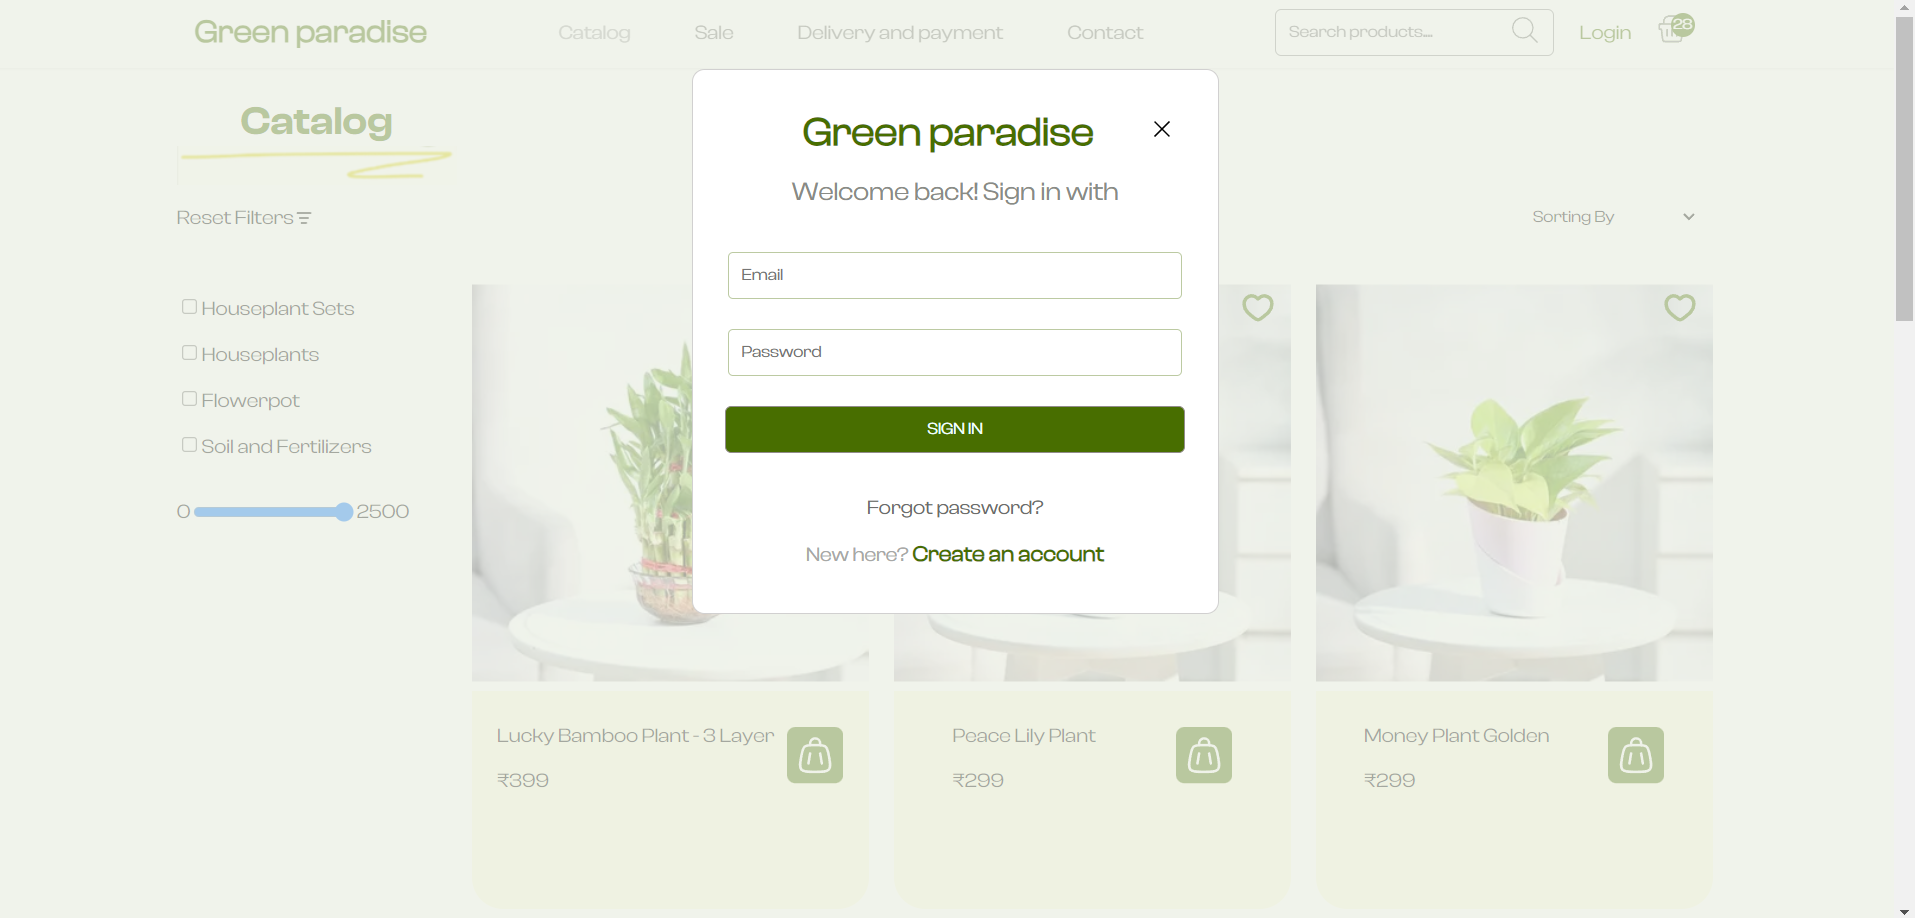 Green paradise
Catalog
Sale
Delivery and payment
Contact
Search products....
Login
28
Catalog
Reset Filters
Sorting By
Houseplant Sets
Houseplants
Flowerpot
Soil and Fertilizers
0
2500
Green paradise
Welcome back! Sign in with
Email
Password
SIGN IN
Forgot password?
New here? Create an account
Lucky Bamboo Plant - 3 Layer
₹399
Peace Lily Plant
₹299
Money Plant Golden
₹299